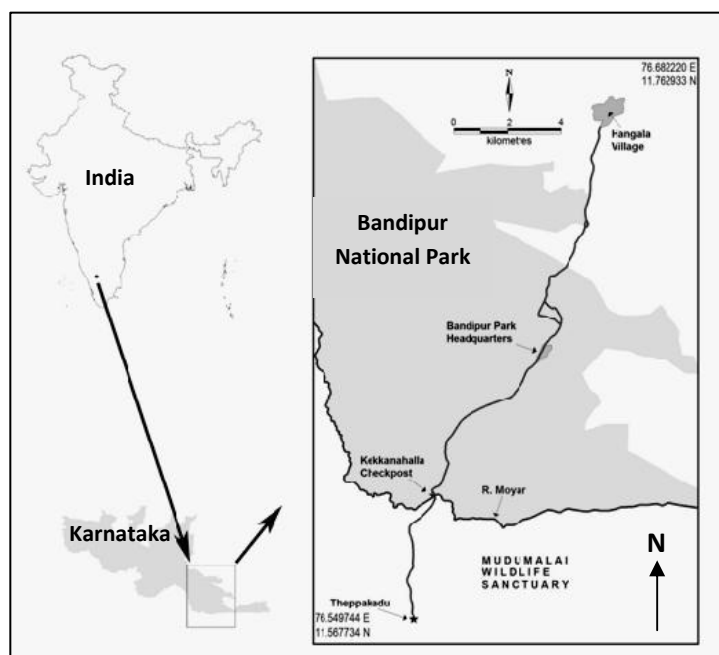 India
Karnataka
76.682220 E
11.762933 N
N
0 2 4
kilometres
Hangala
Village
Bandipur
National Park
Bandipur Park
Headquarters
Kekkanahalla
Checkpost
R. Moyar
MUDUMALAI
WILDLIFE
SANCTUARY
N
Theppakadu
76.549744 E
11.567734 N